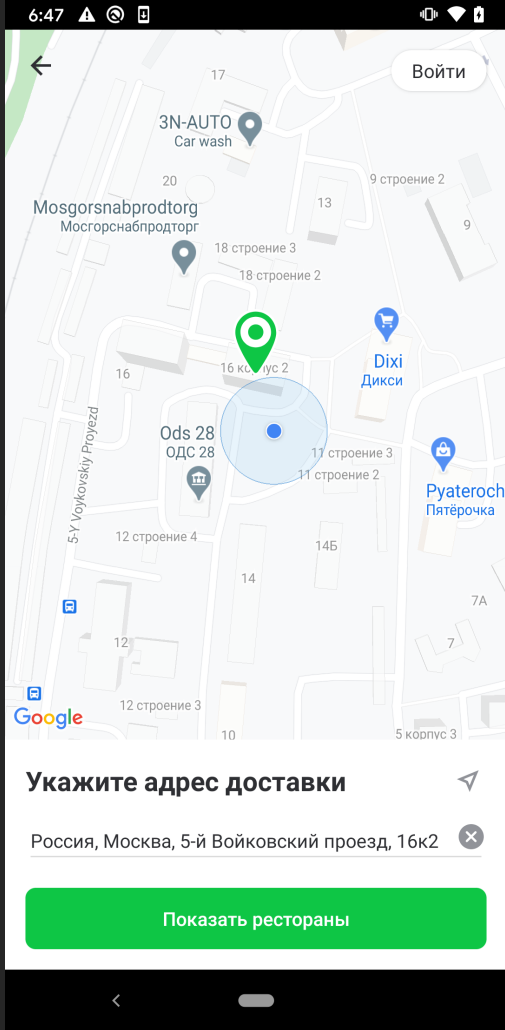 6:47
Войти
17
3N-AUTO
Car wash
20
9 строение 2
13
Mosgorsnabprodtorg
Мосгорснабпродторг
9
18 строение 3
18 строение 2
16 корпус 2
16
Dixi
Дикси
5-Y Voykovskiy Proyezd
Ods 28
ОДС 28
11 строение 3
11 строение 2
Pyateroch
Пятёрочка
12 строение 4
14Б
14
7A
12
7
12 строение 3
Google
10
5 корпус 3
Укажите адрес доставки
Россия, Москва, 5-й Войковский проезд, 16к2
Показать рестораны